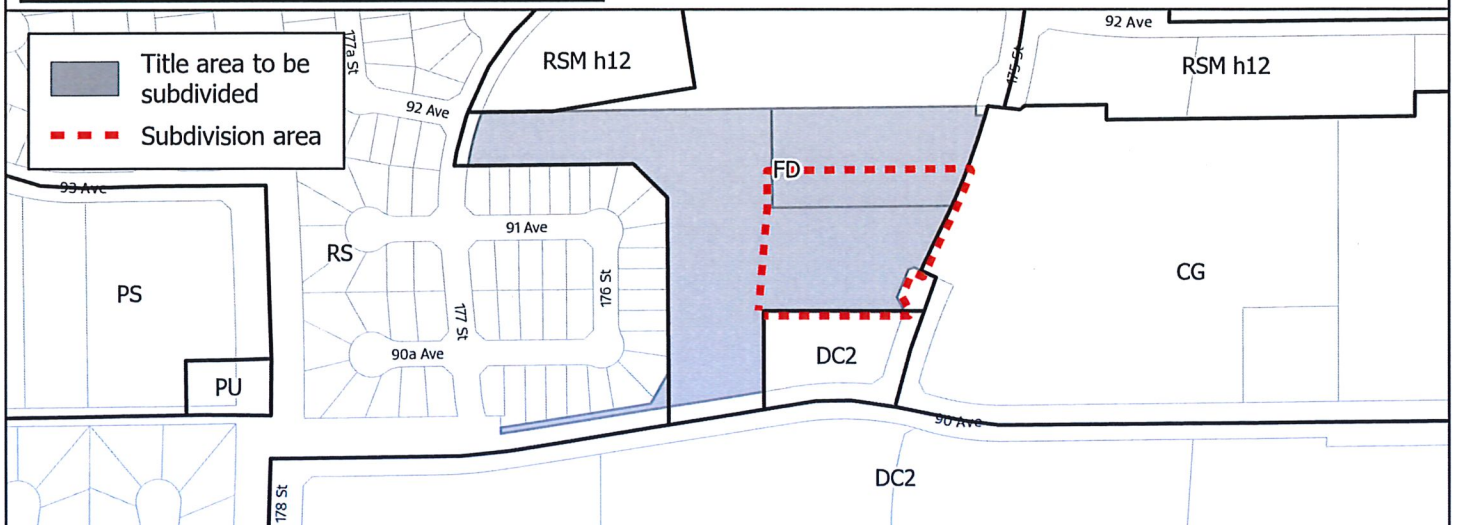 92 Ave
177a St
RSM h12
175 St
RSM h12
Title area to be
subdivided
92 Ave
Subdivision area
FD
93 Ave
91 Ave
RS
CG
PS
176 St
177 St
90a Ave
DC2
PU
90 Ave
DC2
178 St